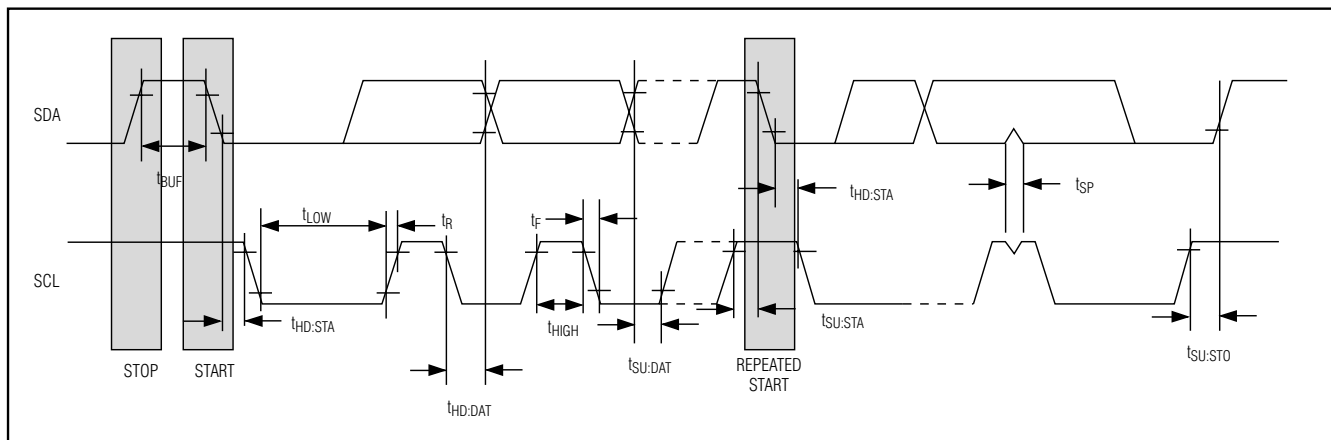 SDA
tBUF
tHD:STA
tSP
tLOW
tR
tF
SCL
tHD:STA
tHIGH
tSU:STA
tSU:DAT
tSU:STO
STOP
START
REPEATED
START
tHD:DAT